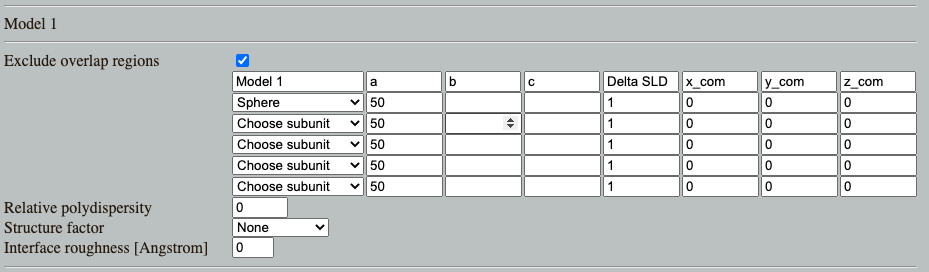 Model 1
Exclude overlap regions
Model 1 a b c Delta SLD x_com y_com z_com
Sphere 50 1 0 0 0
Choose subunit 50 1 0 0 0
Choose subunit 50 1 0 0 0
Choose subunit 50 1 0 0 0
Choose subunit 50 1 0 0 0
Relative polydispersity 0
Structure factor None
Interface roughness [Angstrom] 0